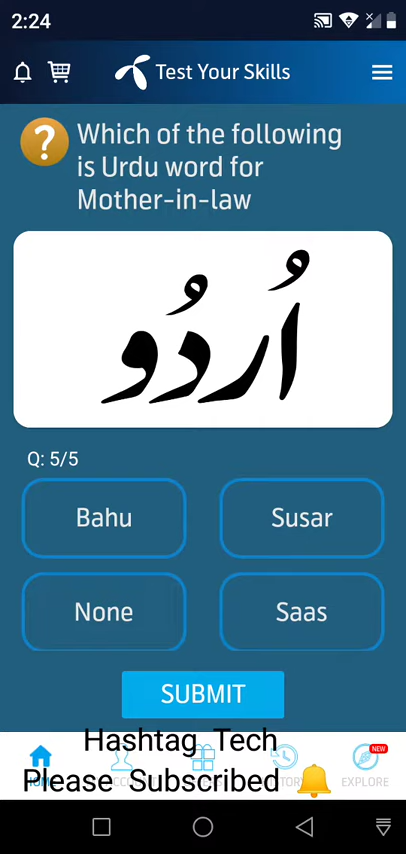 2:24
Test Your Skills
Which of the following
is Urdu word for
Mother-in-law
اُردُو
Q: 5/5
Bahu
Susar
None
Saas
SUBMIT
Hashtag Tech
NEW
Please Subscribed
EXPLORE